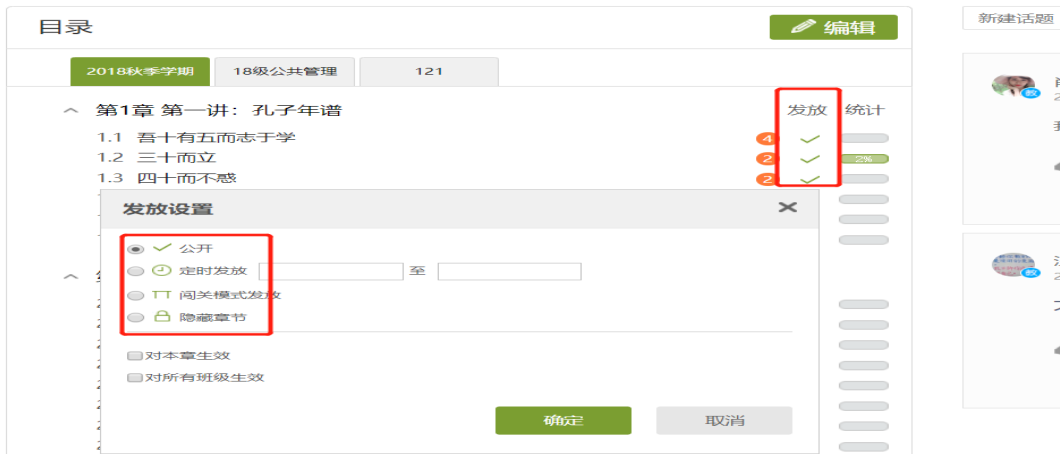 目录
编辑
新建话题
2018秋季学期 18级公共管理 121
第1章 第一讲：孔子年谱 发放 统计
1.1 吾十有五而志于学 4
1.2 三十而立 2 2%
1.3 四十而不惑 2
发放设置
公开
定时发放 至
闯关模式发放
隐藏章节
对本章生效
对所有班级生效
确定 取消